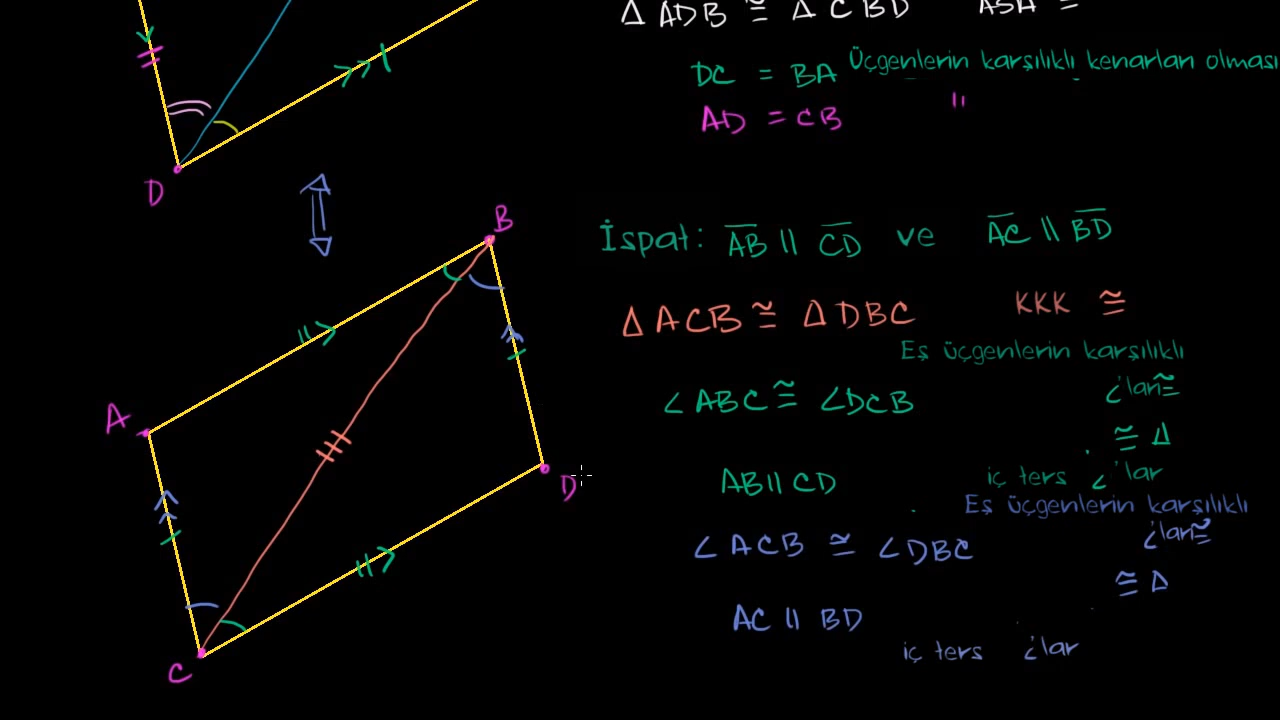 Δ ADB ≅ Δ CBD ASA ≅
DC = BA Üçgenlerin karşılıklı kenarları olması
AD = CB "
D
B
İspat: AB || CD ve AC || BD
Δ ACB ≅ Δ DBC KKK ≅
Eş üçgenlerin karşılıklı
∠ ABC ≅ ∠ DCB ∠'ları ≅
A
≅ Δ
AB || CD iç ters ∠'lar
D
Eş üçgenlerin karşılıklı
∠ ACB ≅ ∠ DBC ∠'ları ≅
≅ Δ
AC || BD
iç ters ∠'lar
C